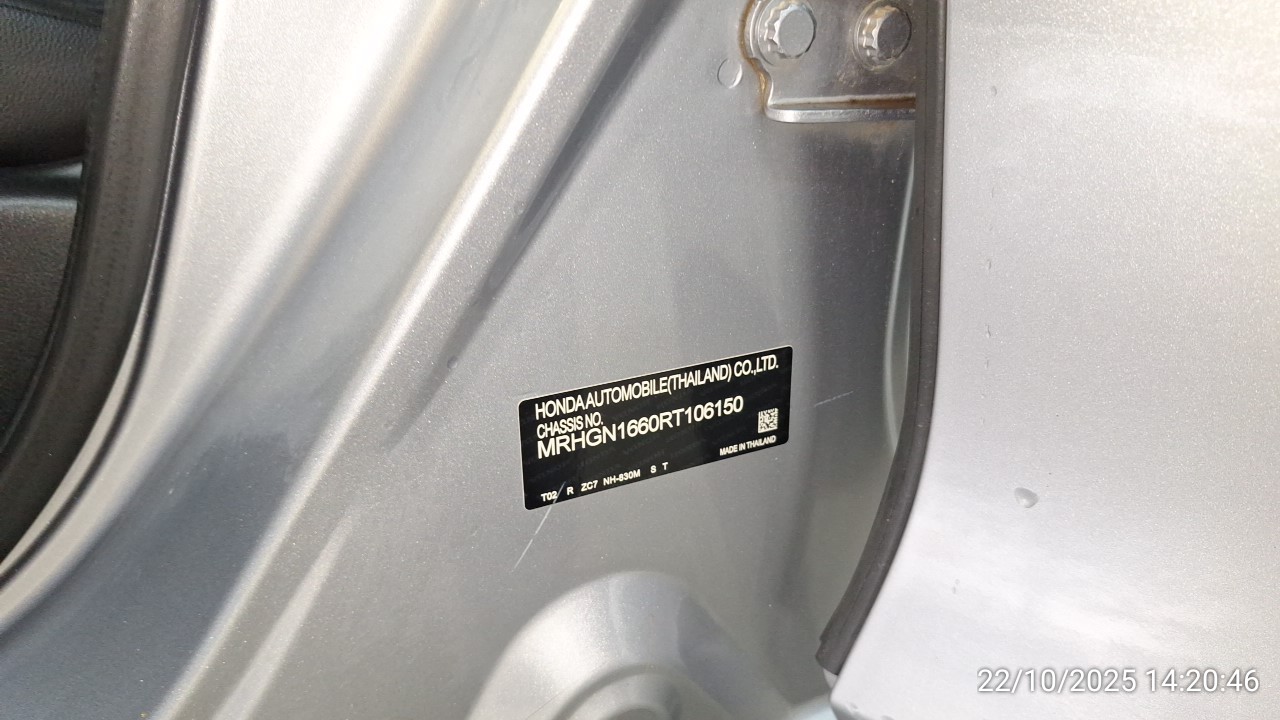 HONDA AUTOMOBILE(THAILAND) CO.,LTD.
CHASSIS NO.
MRHGN1660RT106150
MADE IN THAILAND
T02 R ZC7 NH-830M S T
22/10/2025 14:20:46